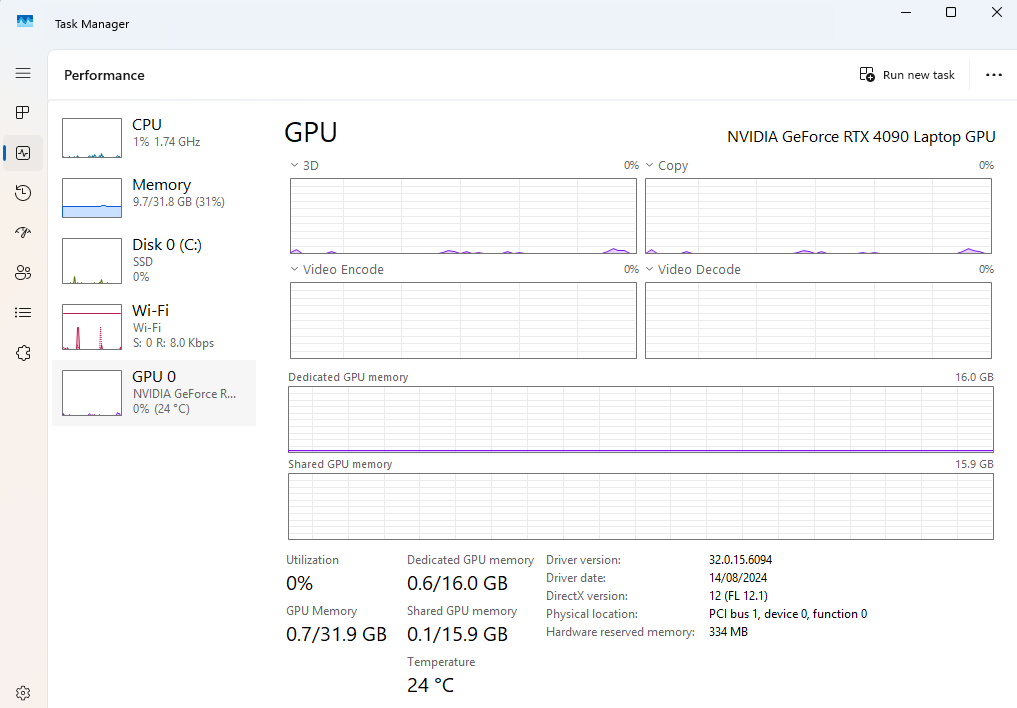 Task Manager
Performance
Run new task
CPU
1% 1.74 GHz
Memory
9.7/31.8 GB (31%)
Disk 0 (C:)
SSD
0%
Wi-Fi
Wi-Fi
S: 0 R: 8.0 Kbps
GPU 0
NVIDIA GeForce R...
0% (24 °C)
GPU
NVIDIA GeForce RTX 4090 Laptop GPU
3D 0%
Copy 0%
Video Encode 0%
Video Decode 0%
Dedicated GPU memory 16.0 GB
Shared GPU memory 15.9 GB
Utilization
0%
Dedicated GPU memory
0.6/16.0 GB
GPU Memory
0.7/31.9 GB
Shared GPU memory
0.1/15.9 GB
Temperature
24 °C
Driver version: 32.0.15.6094
Driver date: 14/08/2024
DirectX version: 12 (FL 12.1)
Physical location: PCI bus 1, device 0, function 0
Hardware reserved memory: 334 MB